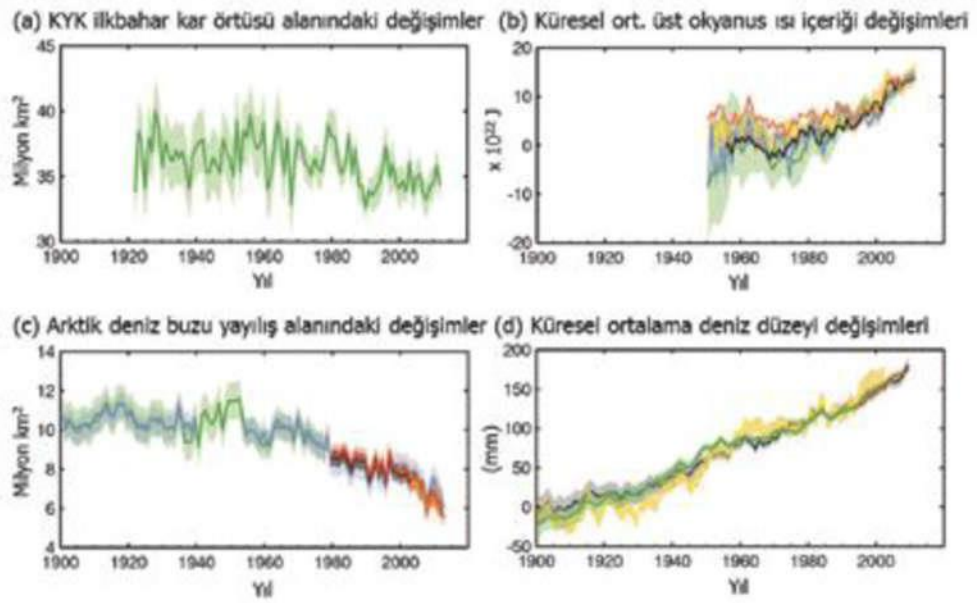 (a) KYK ilkbahar kar örtüsü alanındaki değişimler
45
40
35
30
Milyon km²
1900 1920 1940 1960 1980 2000
Yıl
(b) Küresel ort. üst okyanus ısı içeriği değişimleri
20
10
0
-10
-20
x 10²² J
1900 1920 1940 1960 1980 2000
Yıl
(c) Arktik deniz buzu yayılış alanındaki değişimler
14
12
10
8
6
4
Milyon km²
1900 1920 1940 1960 1980 2000
Yıl
(d) Küresel ortalama deniz düzeyi değişimleri
200
150
100
50
0
-50
(mm)
1900 1920 1940 1960 1980 2000
Yıl